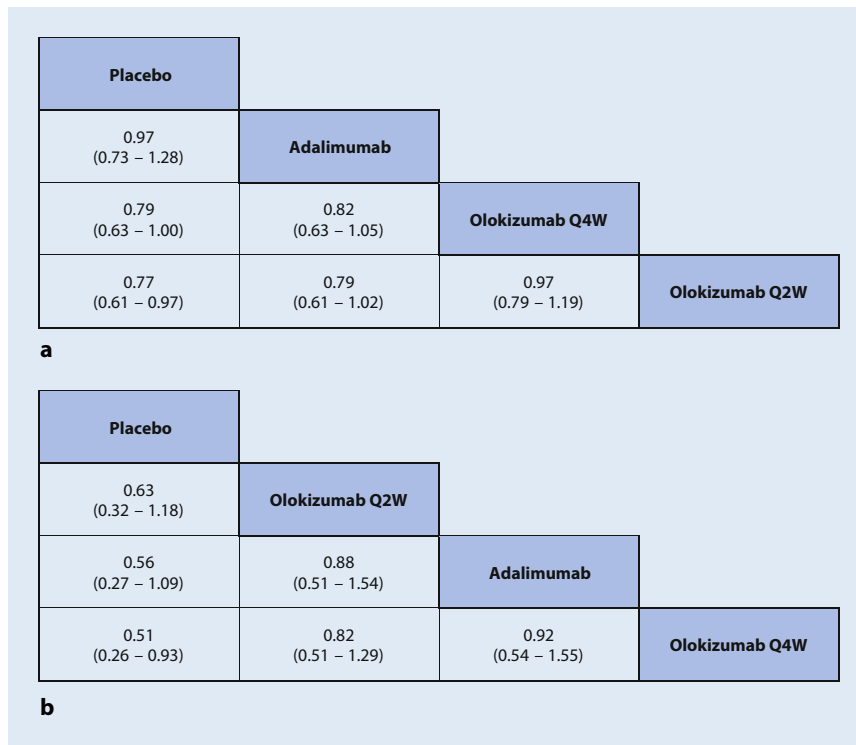 Placebo
0.97
(0.73 – 1.28)
Adalimumab
0.79
(0.63 – 1.00)
0.82
(0.63 – 1.05)
Olokizumab Q4W
0.77
(0.61 – 0.97)
0.79
(0.61 – 1.02)
0.97
(0.79 – 1.19)
Olokizumab Q2W
a
Placebo
0.63
(0.32 – 1.18)
Olokizumab Q2W
0.56
(0.27 – 1.09)
0.88
(0.51 – 1.54)
Adalimumab
0.51
(0.26 – 0.93)
0.82
(0.51 – 1.29)
0.92
(0.54 – 1.55)
Olokizumab Q4W
b